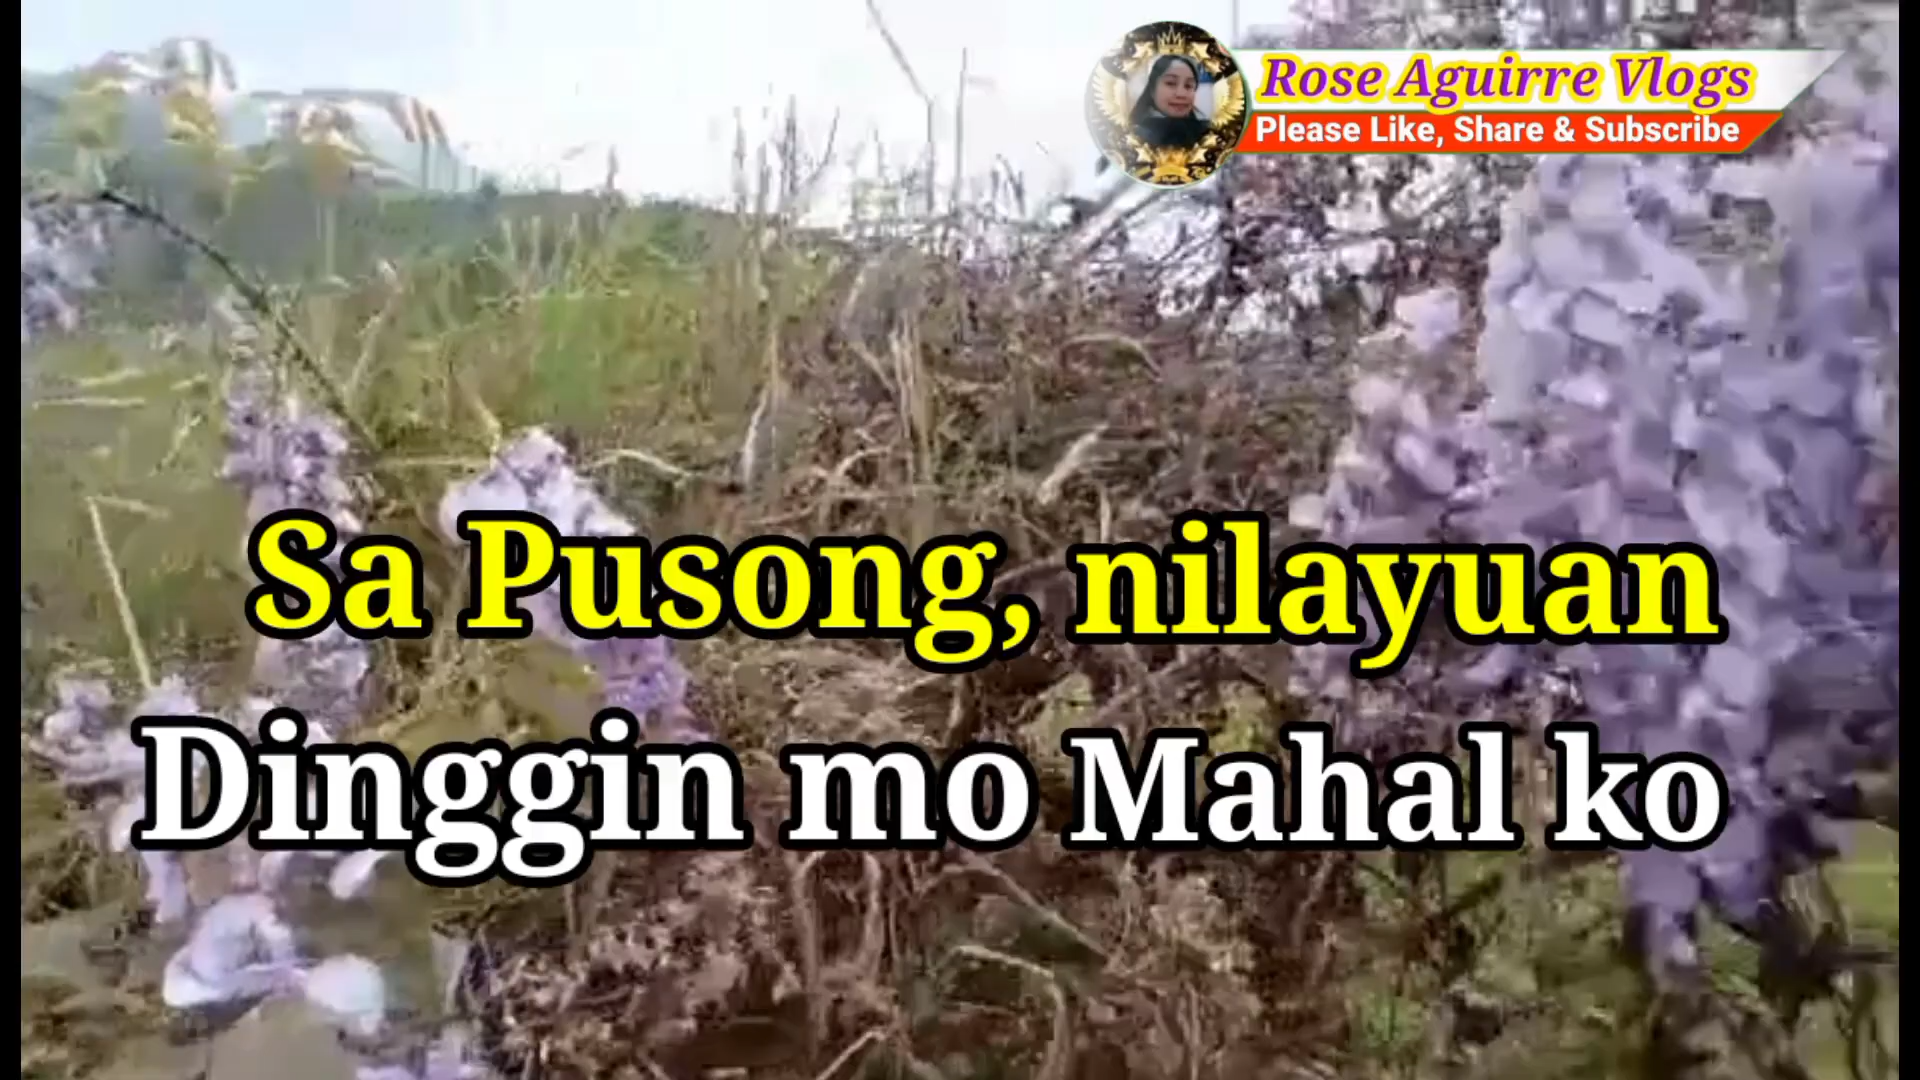 Rose Aguirre Vlogs
Please Like, Share & Subscribe
Sa Pusong, nilayuan
Dinggin mo Mahal ko